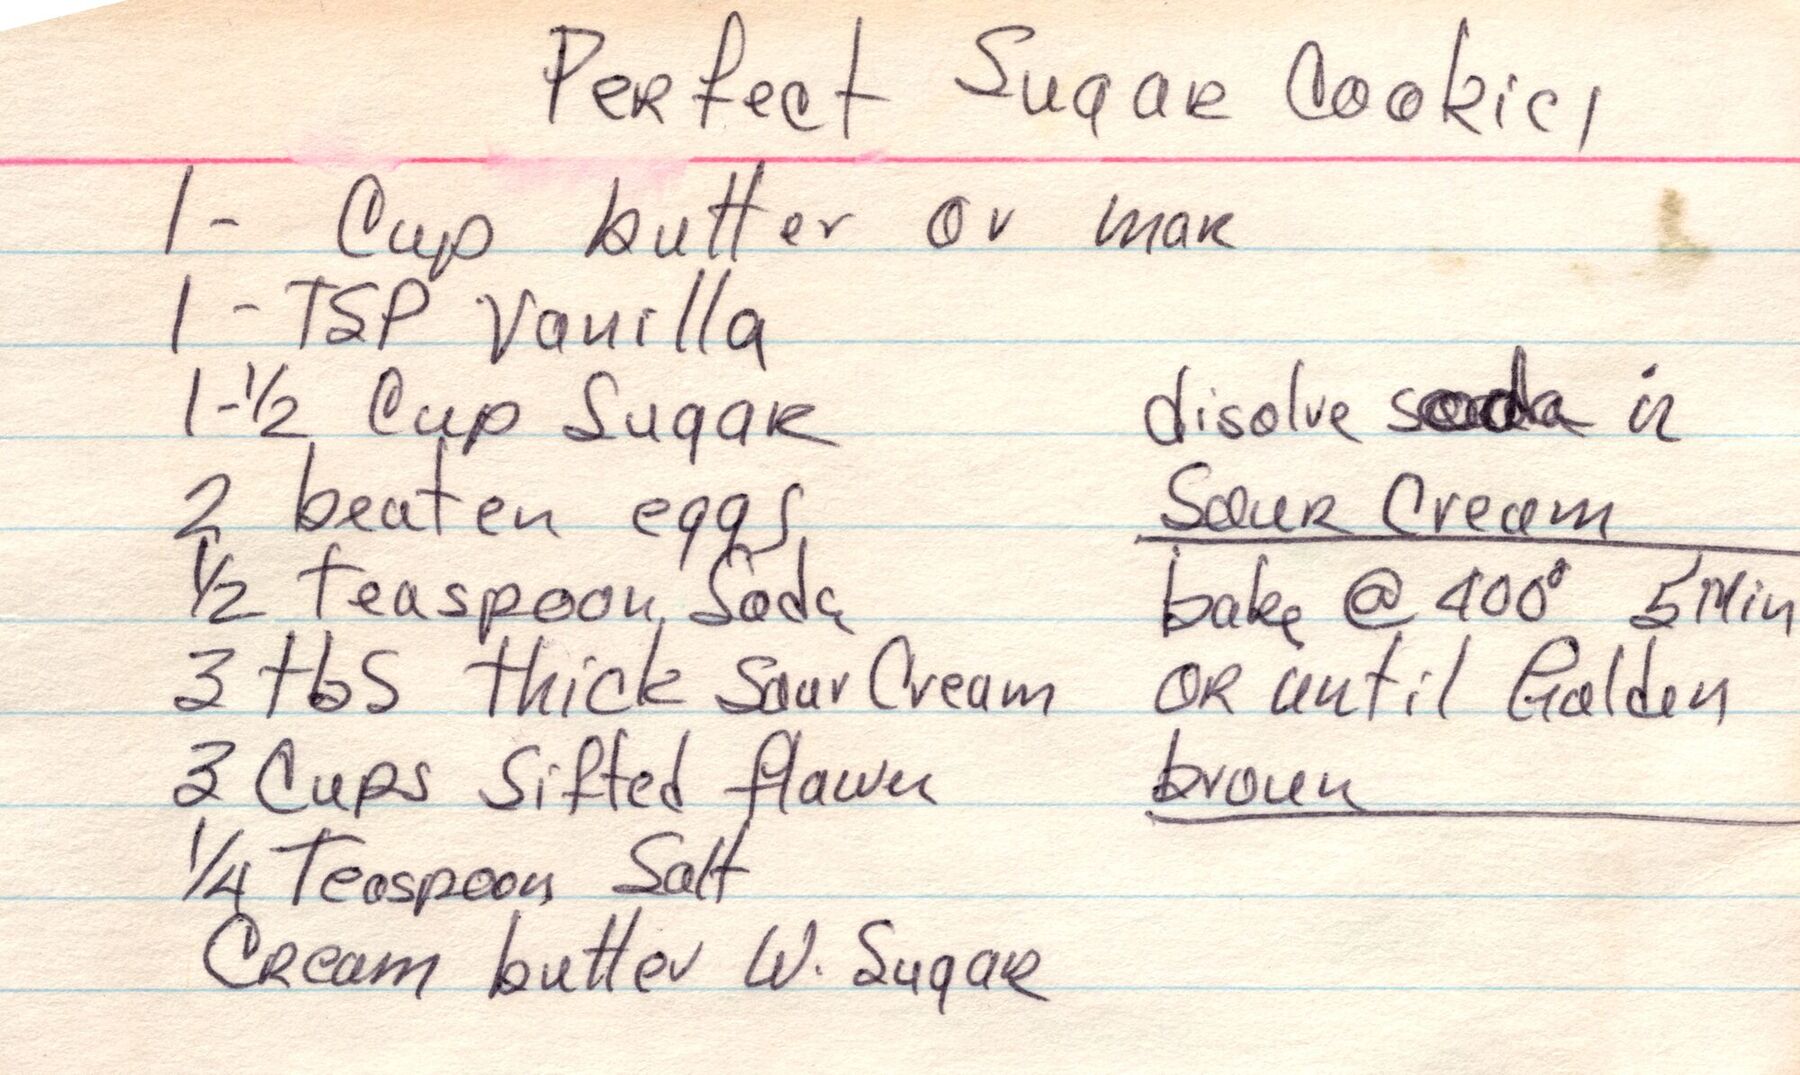 Perfect Sugar Cookies
1 - Cup butter or mar
1 - TSP Vanilla
1-1/2 Cup Sugar
2 beaten eggs
1/2 teaspoon Soda
3 tbs thick Sour Cream
3 Cups Sifted flawer
1/4 Teaspoon Salt
Cream butter W. Sugar
disolve soda in
Sour Cream
bake @ 400° 5 Min
OR until Golden
broun